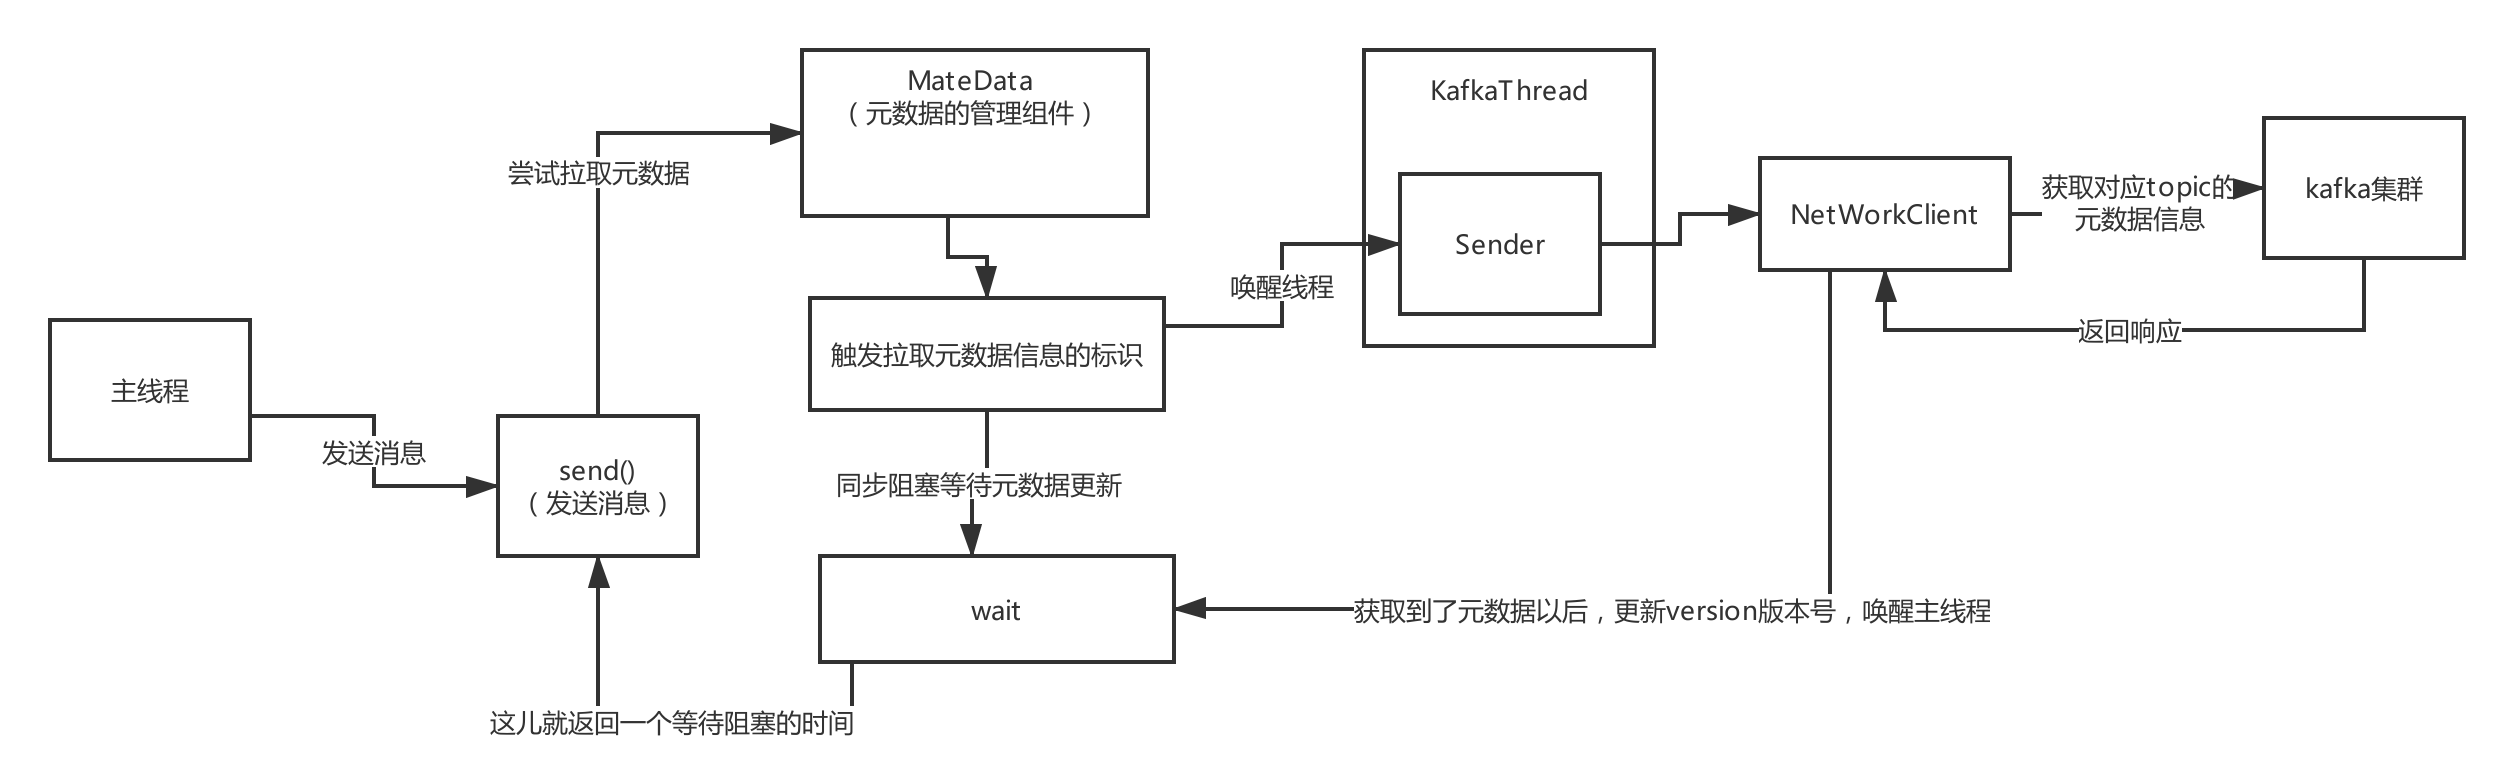 MateData
（元数据的管理组件）
KafkaThread
尝试拉取元数据
获取对应topic的
元数据信息
kafka集群
NetWorkClient
Sender
唤醒线程
返回响应
触发拉取元数据信息的标识
主线程
发送消息
send()
（发送消息）
同步阻塞等待元数据更新
wait
获取到了元数据以后，更新version版本号，唤醒主线程
这儿就返回一个等待阻塞的时间